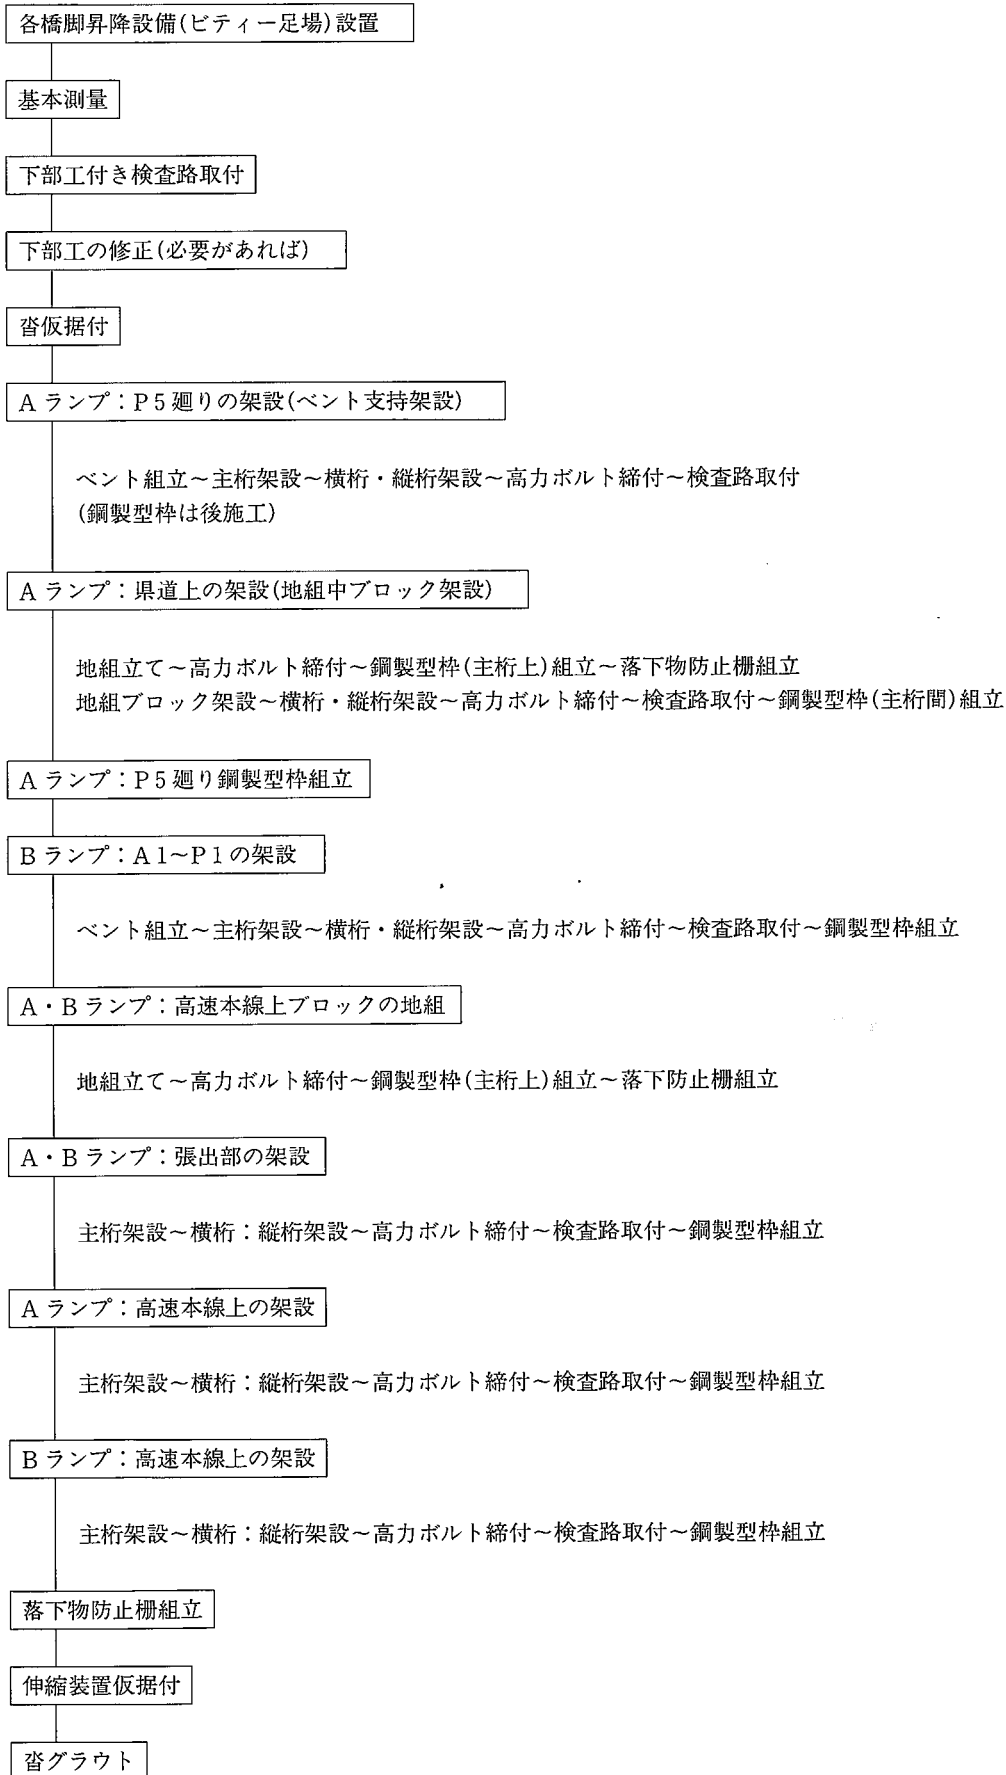 各橋脚昇降設備(ビティー足場)設置
基本測量
下部工付き検査路取付
下部工の修正(必要があれば)
沓仮据付
Aランプ：P5廻りの架設(ベント支持架設)
ベント組立～主桁架設～横桁・縦桁架設～高力ボルト締付～検査路取付
(鋼製型枠は後施工)
Aランプ：県道上の架設(地組中ブロック架設)
地組立て～高力ボルト締付～鋼製型枠(主桁上)組立～落下物防止柵組立
地組ブロック架設～横桁・縦桁架設～高力ボルト締付～検査路取付～鋼製型枠(主桁間)組立
Aランプ：P5廻り鋼製型枠組立
Bランプ：A1～P1の架設
ベント組立～主桁架設～横桁・縦桁架設～高力ボルト締付～検査路取付～鋼製型枠組立
A・Bランプ：高速本線上ブロックの地組
地組立て～高力ボルト締付～鋼製型枠(主桁上)組立～落下防止柵組立
A・Bランプ：張出部の架設
主桁架設～横桁：縦桁架設～高力ボルト締付～検査路取付～鋼製型枠組立
Aランプ：高速本線上の架設
主桁架設～横桁：縦桁架設～高力ボルト締付～検査路取付～鋼製型枠組立
Bランプ：高速本線上の架設
主桁架設～横桁：縦桁架設～高力ボルト締付～検査路取付～鋼製型枠組立
落下物防止柵組立
伸縮装置仮据付
沓グラウト